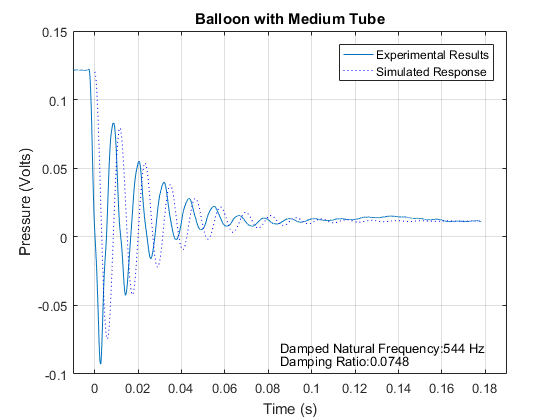 Balloon with Medium Tube
Experimental Results
Simulated Response
Pressure (Volts)
0.15
0.1
0.05
0
-0.05
-0.1
Damped Natural Frequency:544 Hz
Damping Ratio:0.0748
0 0.02 0.04 0.06 0.08 0.1 0.12 0.14 0.16 0.18
Time (s)